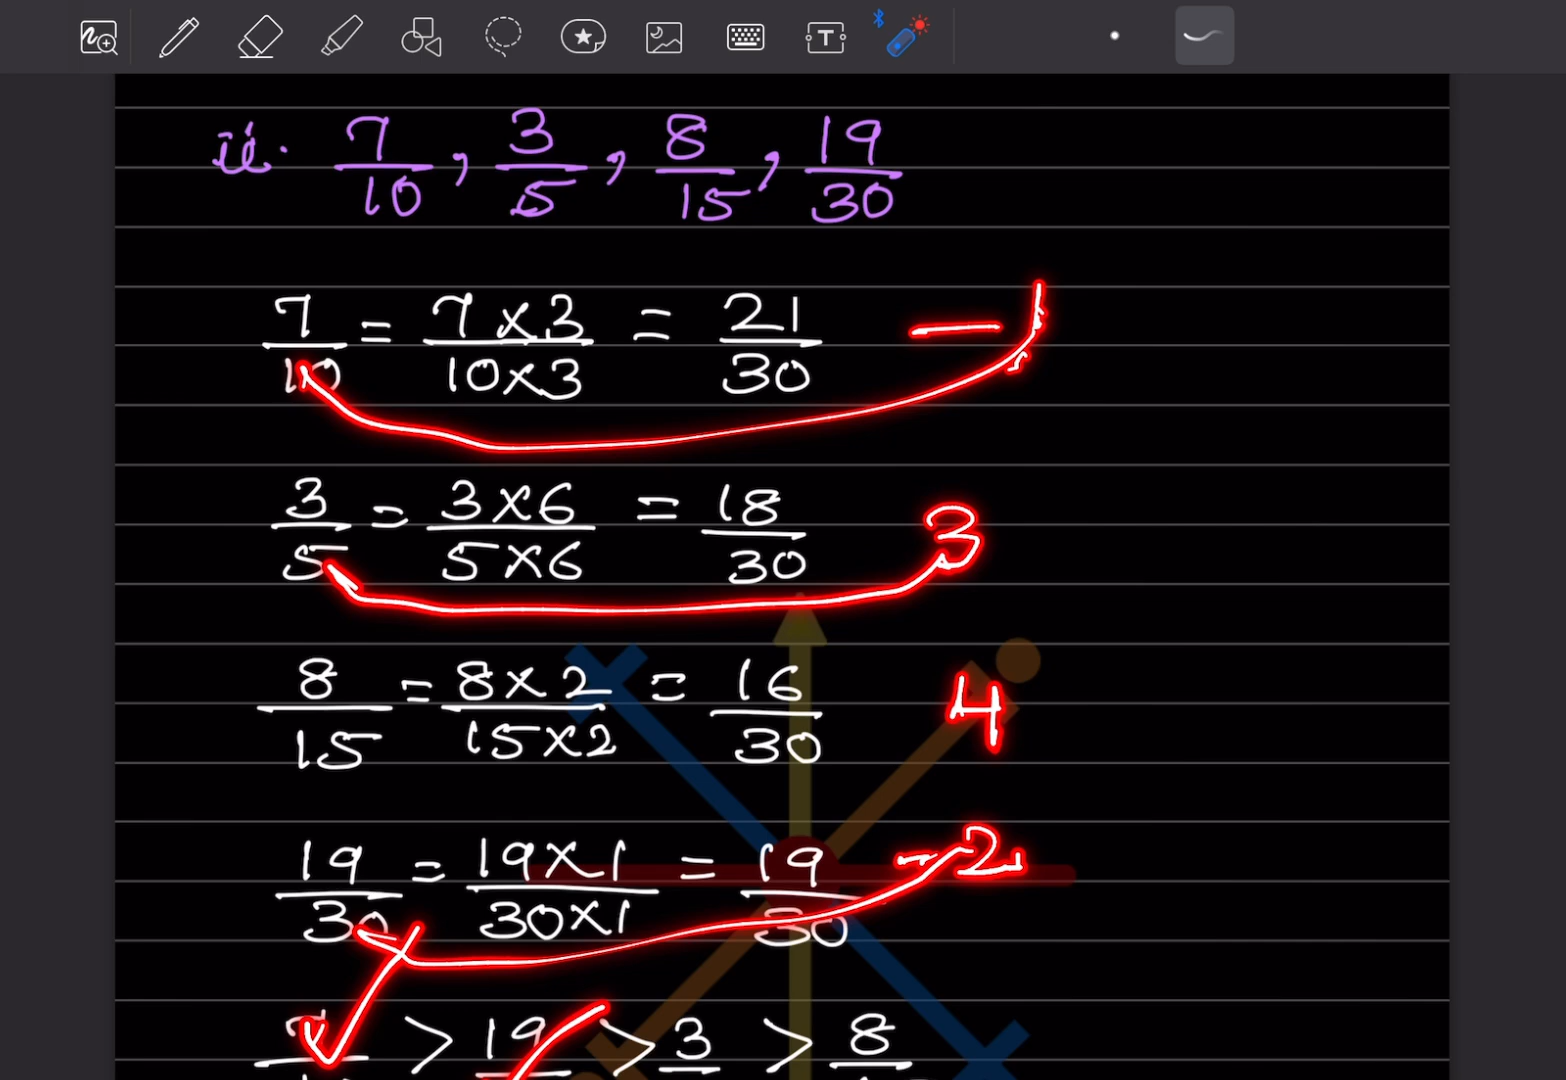 ii. 7/10, 3/5, 8/15, 19/30
7/10 = 7×3/10×3 = 21/30 — 1
3/5 = 3×6/5×6 = 18/30 3
8/15 = 8×2/15×2 = 16/30 4
19/30 = 19×1/30×1 = 19/30 - 2
> 19 > 3 > 8